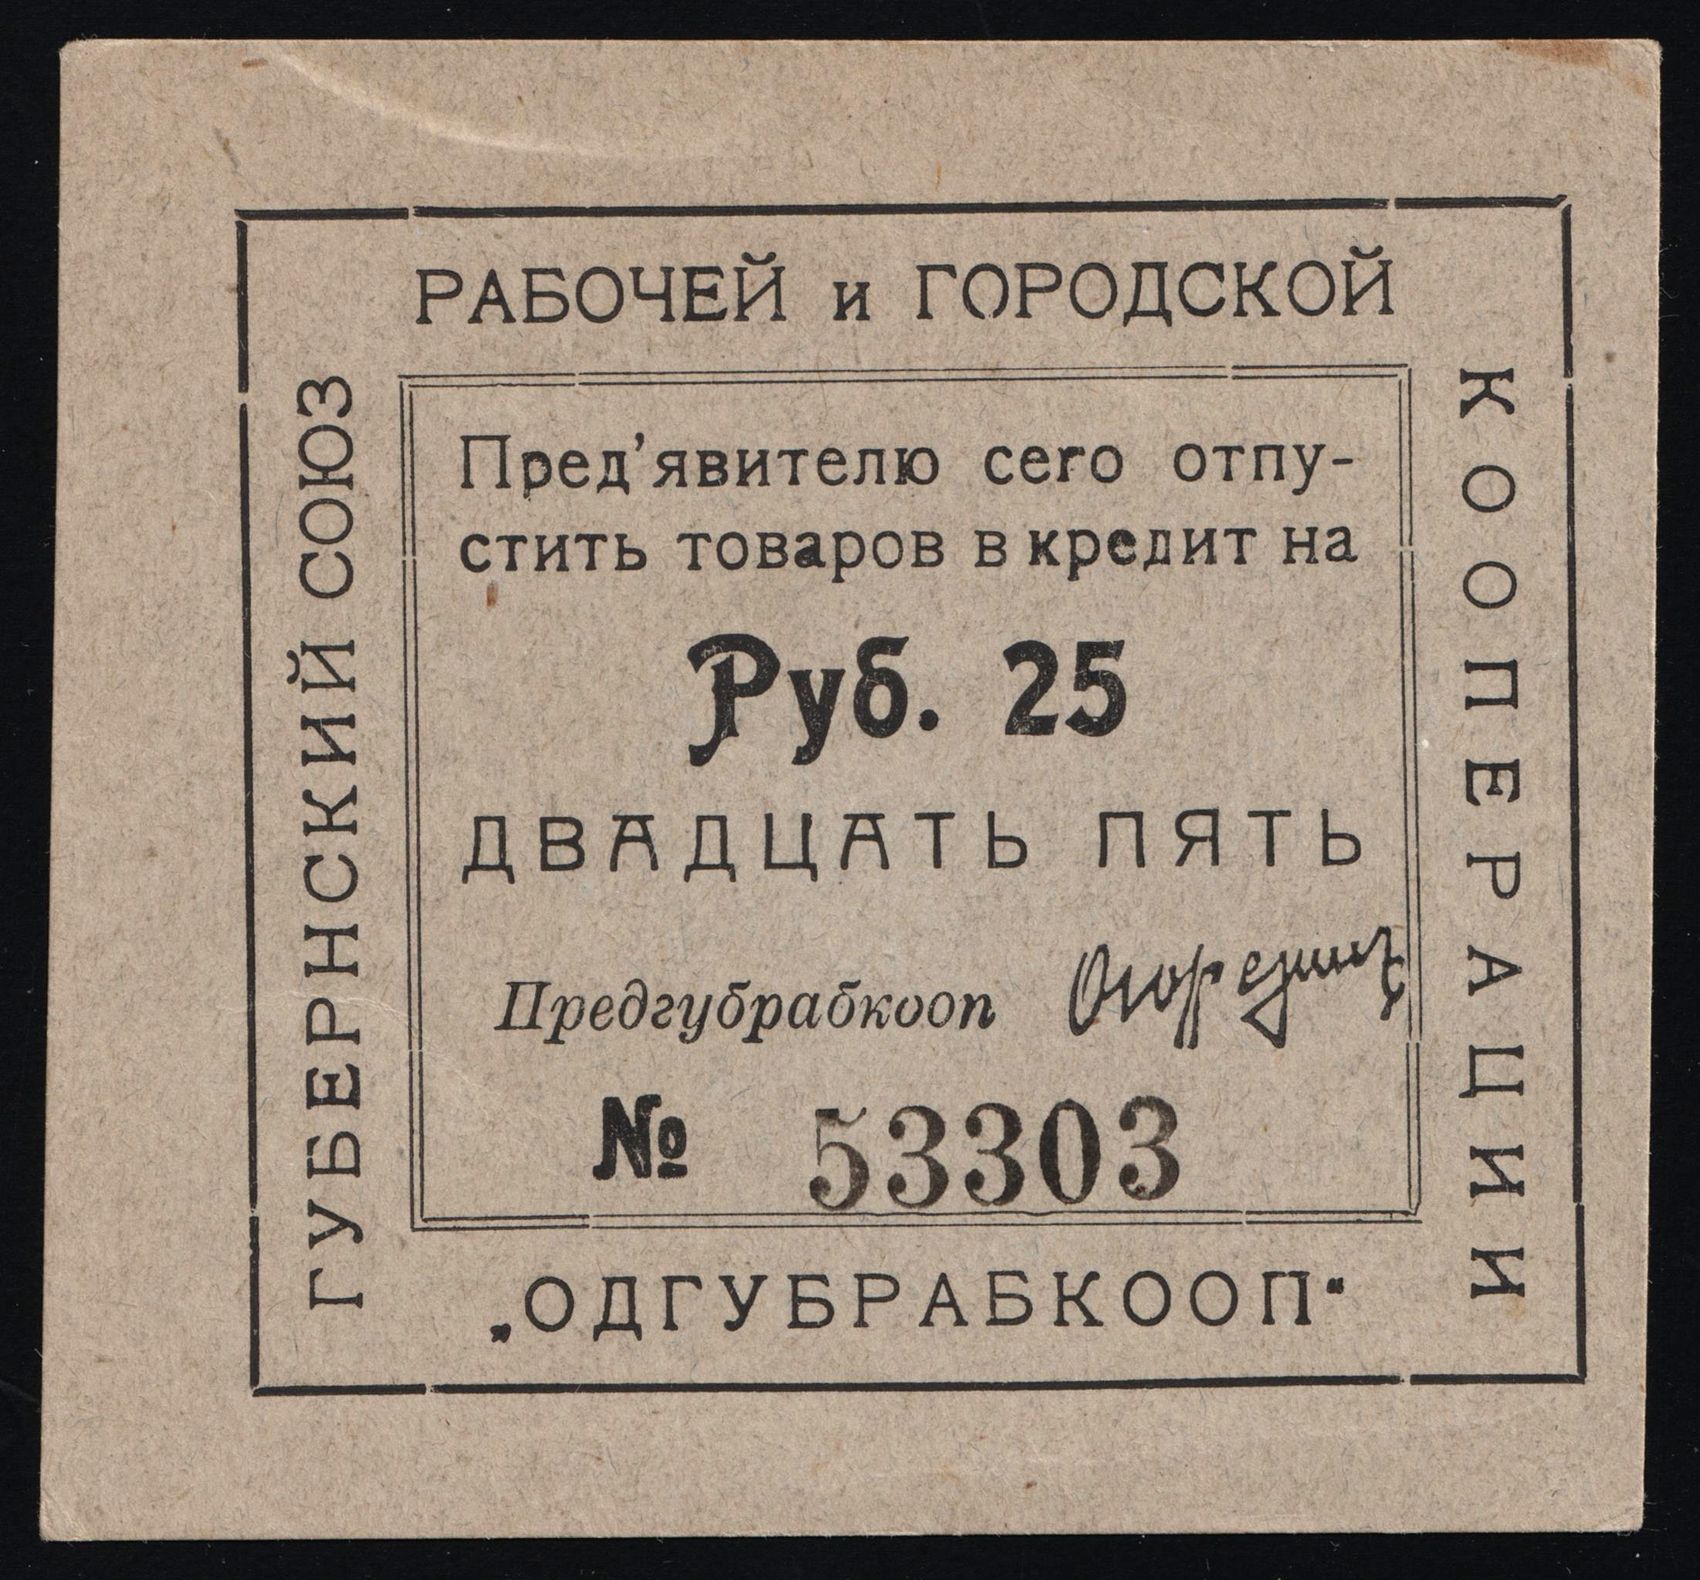 ГУБЕРНСКИЙ СОЮЗ
РАБОЧЕЙ и ГОРОДСКОЙ
КООПЕРАЦИИ
Пред'явителю сего отпу-
стить товаров в кредит на
Руб. 25
ДВАДЦАТЬ ПЯТЬ
Предгубрабкооп
№ 53303
„ОДГУБРАБКООП“